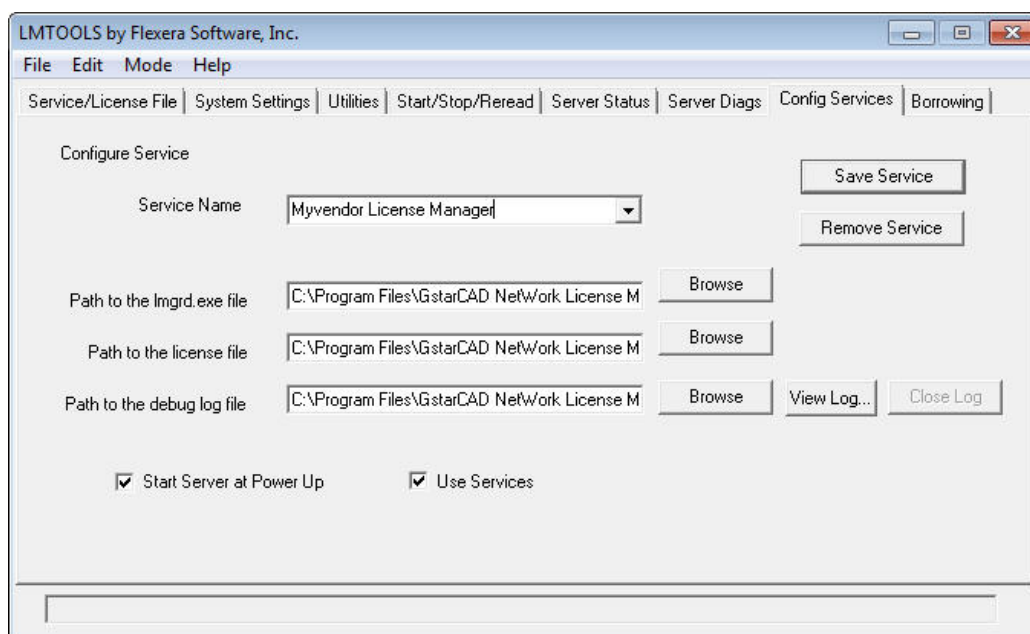 LMTOOLS by Flexera Software, Inc.
File Edit Mode Help
Service/License File System Settings Utilities Start/Stop/Reread Server Status Server Diags Config Services Borrowing
Configure Service
Save Service
Service Name Myvendor License Manager
Remove Service
Path to the lmgrd.exe file C:\Program Files\GstarCAD NetWork License M Browse
Path to the license file C:\Program Files\GstarCAD NetWork License M Browse
Path to the debug log file C:\Program Files\GstarCAD NetWork License M Browse View Log... Close Log
Start Server at Power Up Use Services